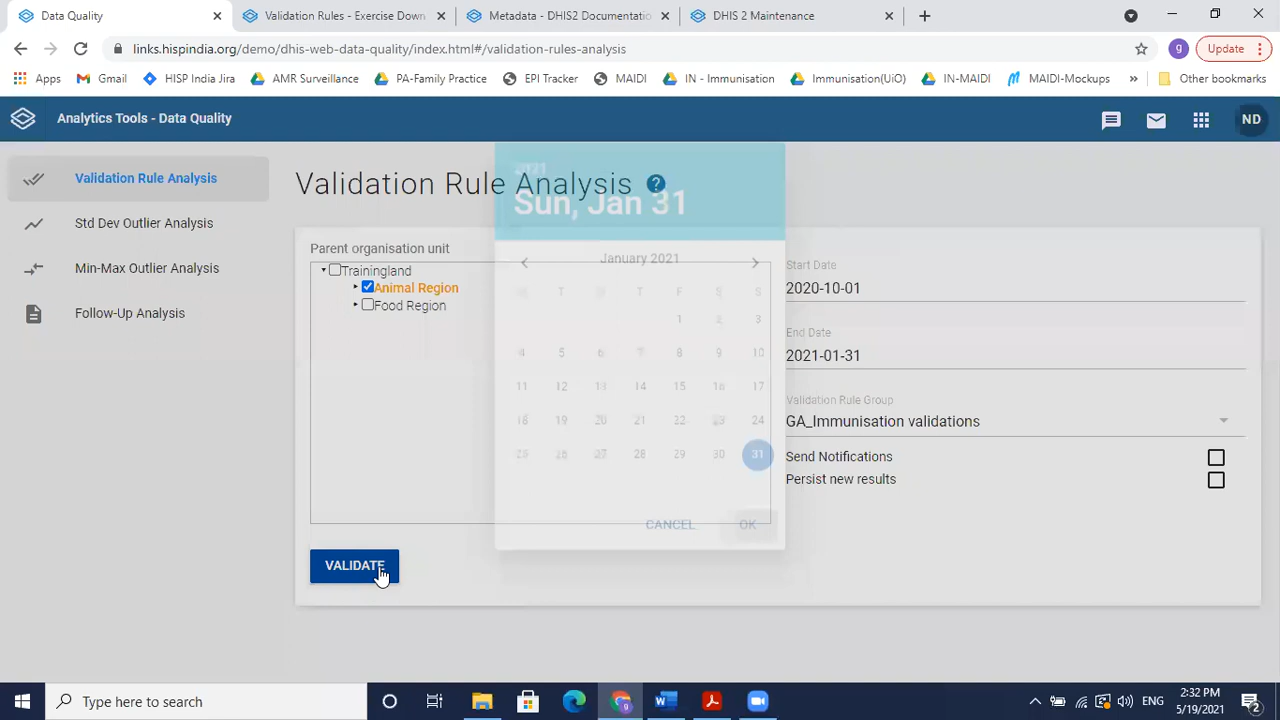 Data Quality
Validation Rules - Exercise Down
Metadata - DHIS2 Documentatio
DHIS 2 Maintenance
links.hispindia.org/demo/dhis-web-data-quality/index.html#/validation-rules-analysis
g
Update
Apps
Gmail
HISP India Jira
AMR Surveillance
PA-Family Practice
EPI Tracker
MAIDI
IN - Immunisation
Immunisation(UiO)
IN-MAIDI
MAIDI-Mockups
»
Other bookmarks
Analytics Tools - Data Quality
ND
Validation Rule Analysis
Std Dev Outlier Analysis
Min-Max Outlier Analysis
Follow-Up Analysis
Validation Rule Analysis ?
Parent organisation unit
Trainingland
Animal Region
Food Region
VALIDATE
2021
Sun, Jan 31
January 2021
M T W T F S S
1 2 3
4 5 6 7 8 9 10
11 12 13 14 15 16 17
18 19 20 21 22 23 24
25 26 27 28 29 30 31
CANCEL OK
Start Date
2020-10-01
End Date
2021-01-31
Validation Rule Group
GA_Immunisation validations
Send Notifications
Persist new results
Type here to search
9
ENG
2:32 PM
5/19/2021
2